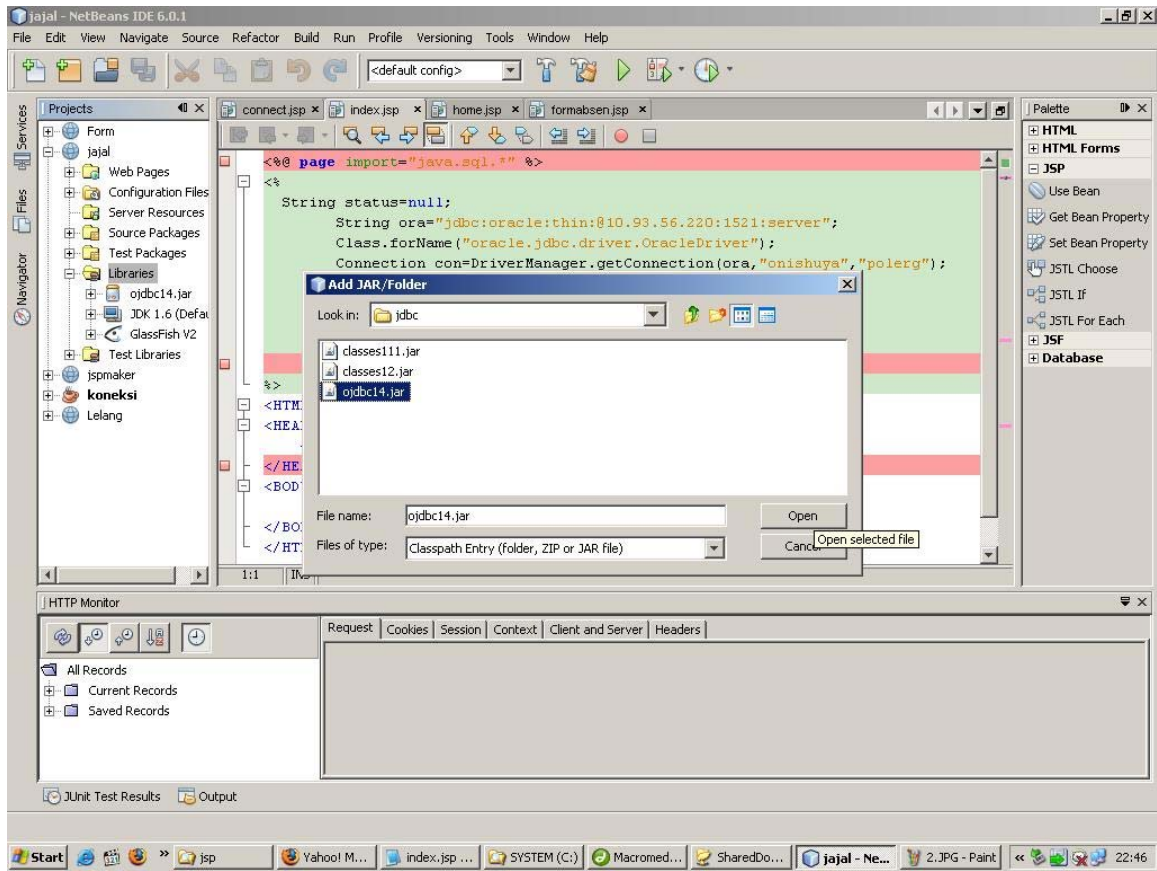 jajal - NetBeans IDE 6.0.1
File Edit View Navigate Source Refactor Build Run Profile Versioning Tools Window Help
<default config>
Services
Files
Navigator
Projects
Form
jajal
Web Pages
Configuration Files
Server Resources
Source Packages
Test Packages
Libraries
ojdbc14.jar
JDK 1.6 (Defau
GlassFish V2
Test Libraries
jspmaker
koneksi
Lelang
connect.jsp index.jsp home.jsp formabsen.jsp
<%@ page import="java.sql.*" %>
<%
String status=null;
String ora="jdbc:oracle:thin:@10.93.56.220:1521:server";
Class.forName("oracle.jdbc.driver.OracleDriver");
Connection con=DriverManager.getConnection(ora,"onishuya","polerg");
%>
<HTM
<HEA
</HE
<BOD
</BO
</HT
1:1 INS
Add JAR/Folder
Look in: jdbc
classes111.jar
classes12.jar
ojdbc14.jar
File name: ojdbc14.jar
Open
Files of type: Classpath Entry (folder, ZIP or JAR file)
Cancel
Open selected file
Palette
HTML
HTML Forms
JSP
Use Bean
Get Bean Property
Set Bean Property
JSTL Choose
JSTL If
JSTL For Each
JSF
Database
HTTP Monitor
All Records
Current Records
Saved Records
Request Cookies Session Context Client and Server Headers
JUnit Test Results Output
Start jsp Yahoo! M... index.jsp ... SYSTEM (C:) Macromed... SharedDo... jajal - Ne... 2.JPG - Paint 22:46